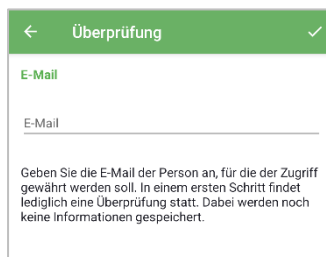 Überprüfung
E-Mail
E-Mail
Geben Sie die E-Mail der Person an, für die der Zugriff
gewährt werden soll. In einem ersten Schritt findet
lediglich eine Überprüfung statt. Dabei werden noch
keine Informationen gespeichert.